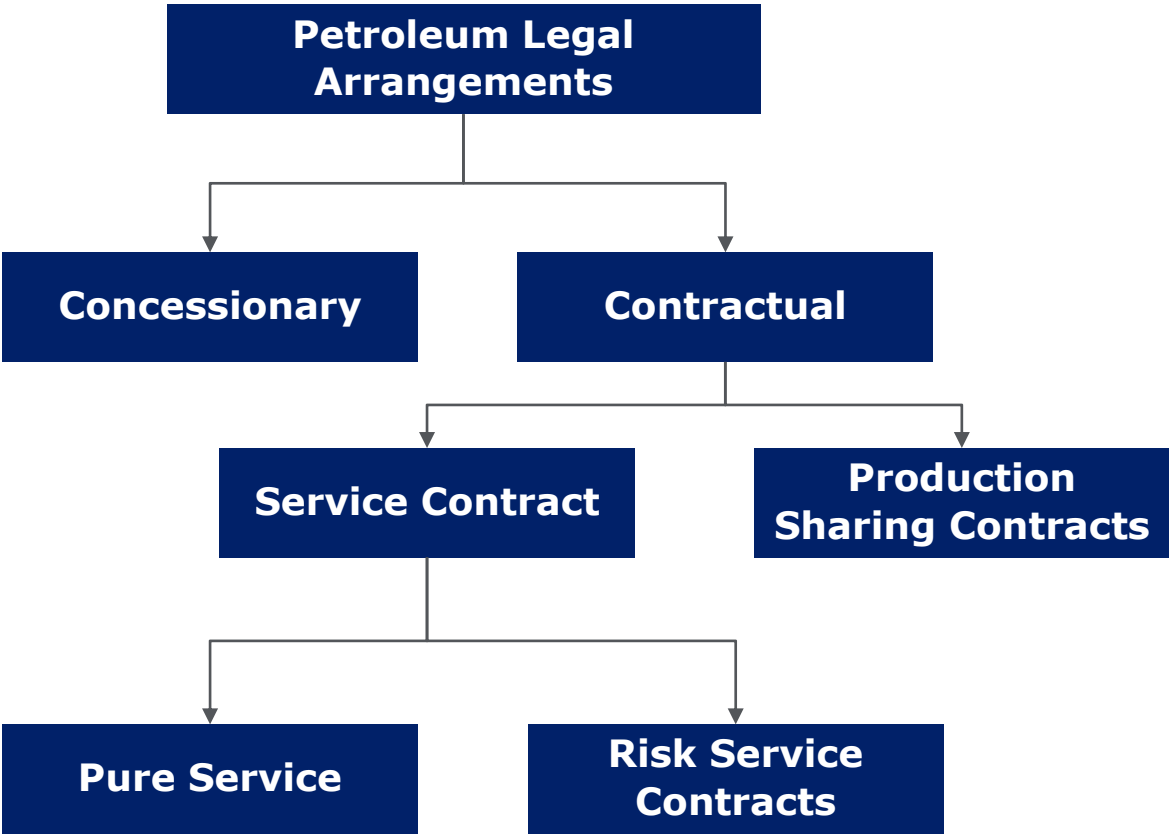 Petroleum Legal
Arrangements
Concessionary
Contractual
Service Contract
Production
Sharing Contracts
Pure Service
Risk Service
Contracts